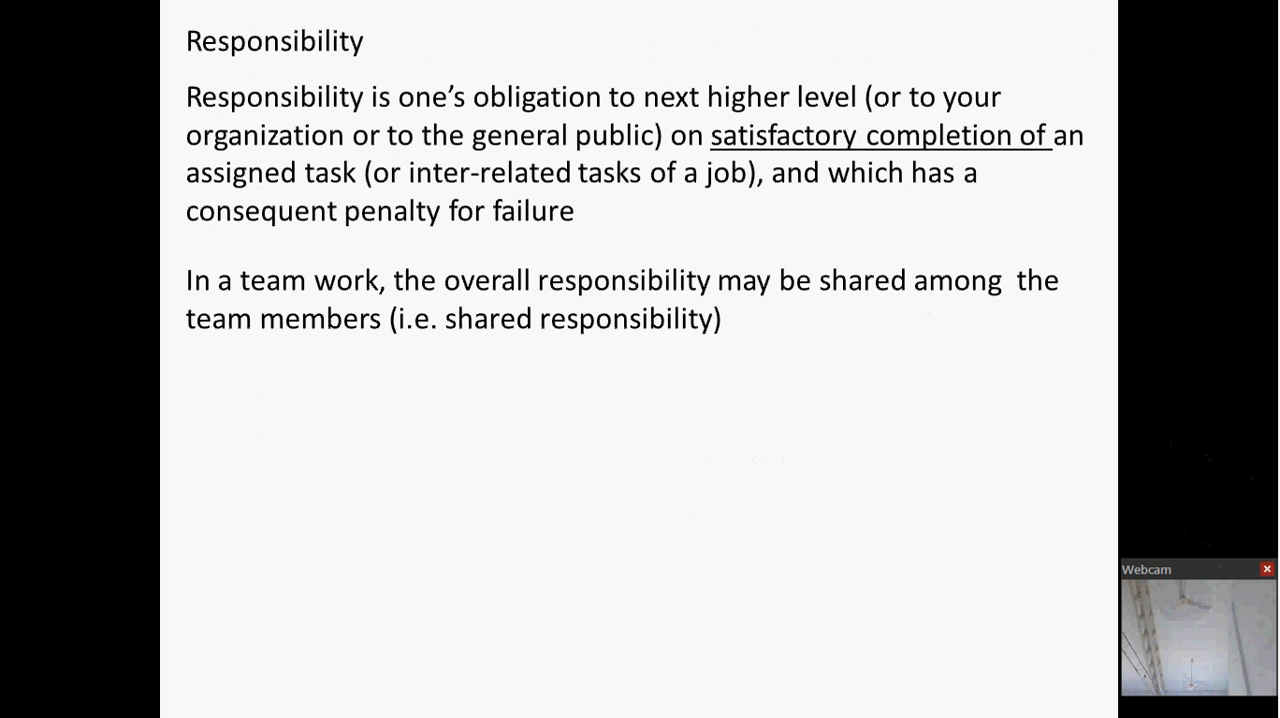 Responsibility
Responsibility is one’s obligation to next higher level (or to your
organization or to the general public) on satisfactory completion of an
assigned task (or inter-related tasks of a job), and which has a
consequent penalty for failure
In a team work, the overall responsibility may be shared among  the
team members (i.e. shared responsibility)
Webcam